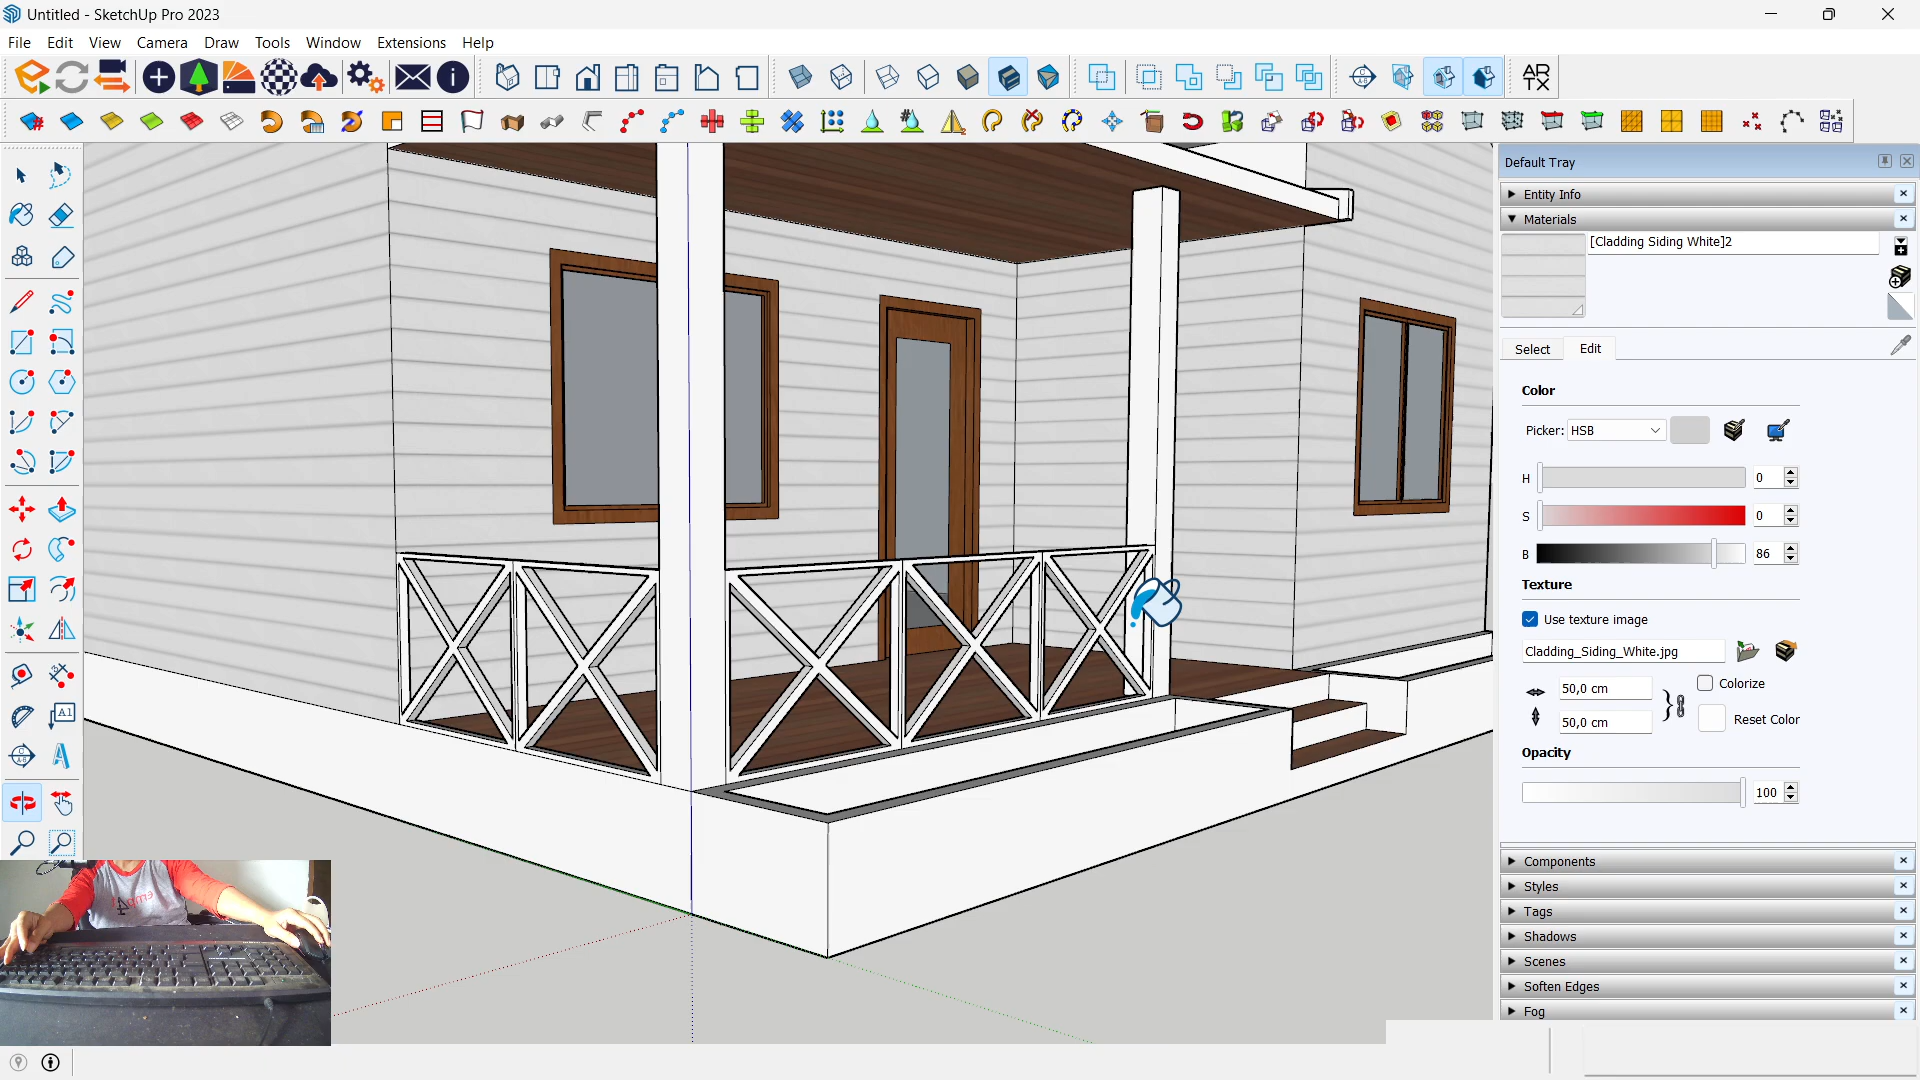 Untitled - SketchUp Pro 2023
File Edit View Camera Draw Tools Window Extensions Help
AR
TX
Default Tray
Entity Info
Materials
[Cladding Siding White]2
Select Edit
Color
Picker: HSB
H 0
S 0
B 86
Texture
Use texture image
Cladding_Siding_White.jpg
50,0 cm
Colorize
50,0 cm
Reset Color
Opacity
100
Components
Styles
Tags
Shadows
Scenes
Soften Edges
Fog